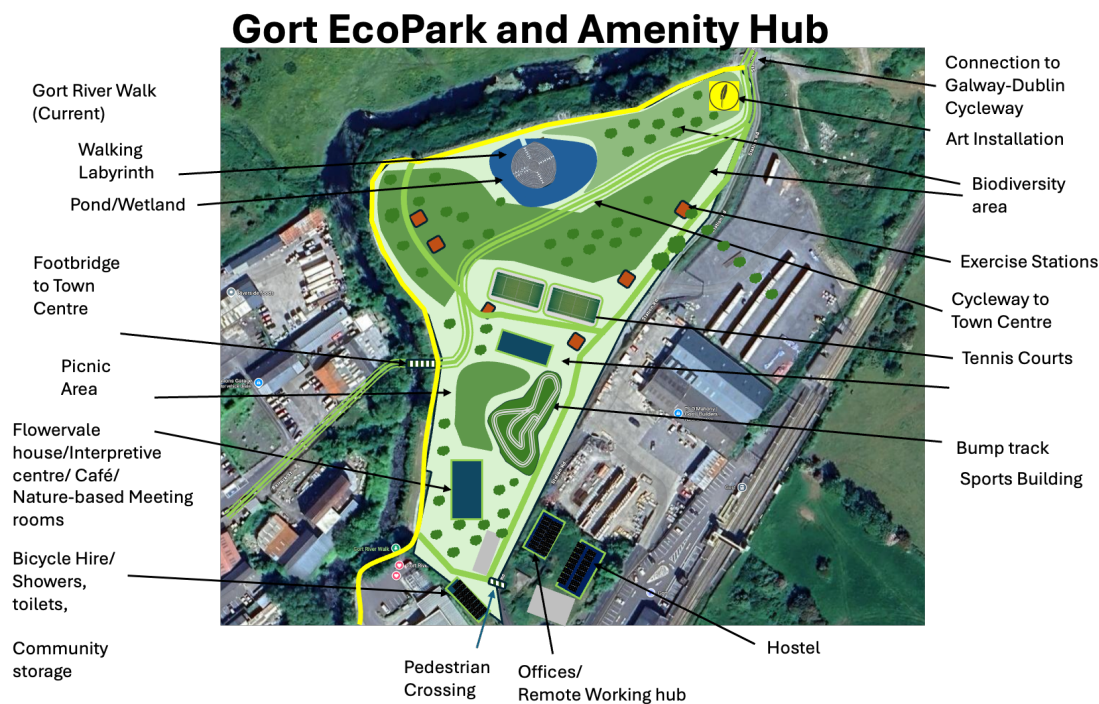 Gort EcoPark and Amenity Hub
Gort River Walk
(Current)
Walking
Labyrinth
Pond/Wetland
Footbridge
to Town
Centre
Picnic
Area
Flowervale
house/Interpretive
centre/ Café/
Nature-based Meeting
rooms
Bicycle Hire/
Showers,
toilets,
Community
storage
Pedestrian
Crossing
Offices/
Remote Working hub
Hostel
Connection to
Galway-Dublin
Cycleway
Art Installation
Biodiversity
area
Exercise Stations
Cycleway to
Town Centre
Tennis Courts
Bump track
Sports Building
Gort River Walk